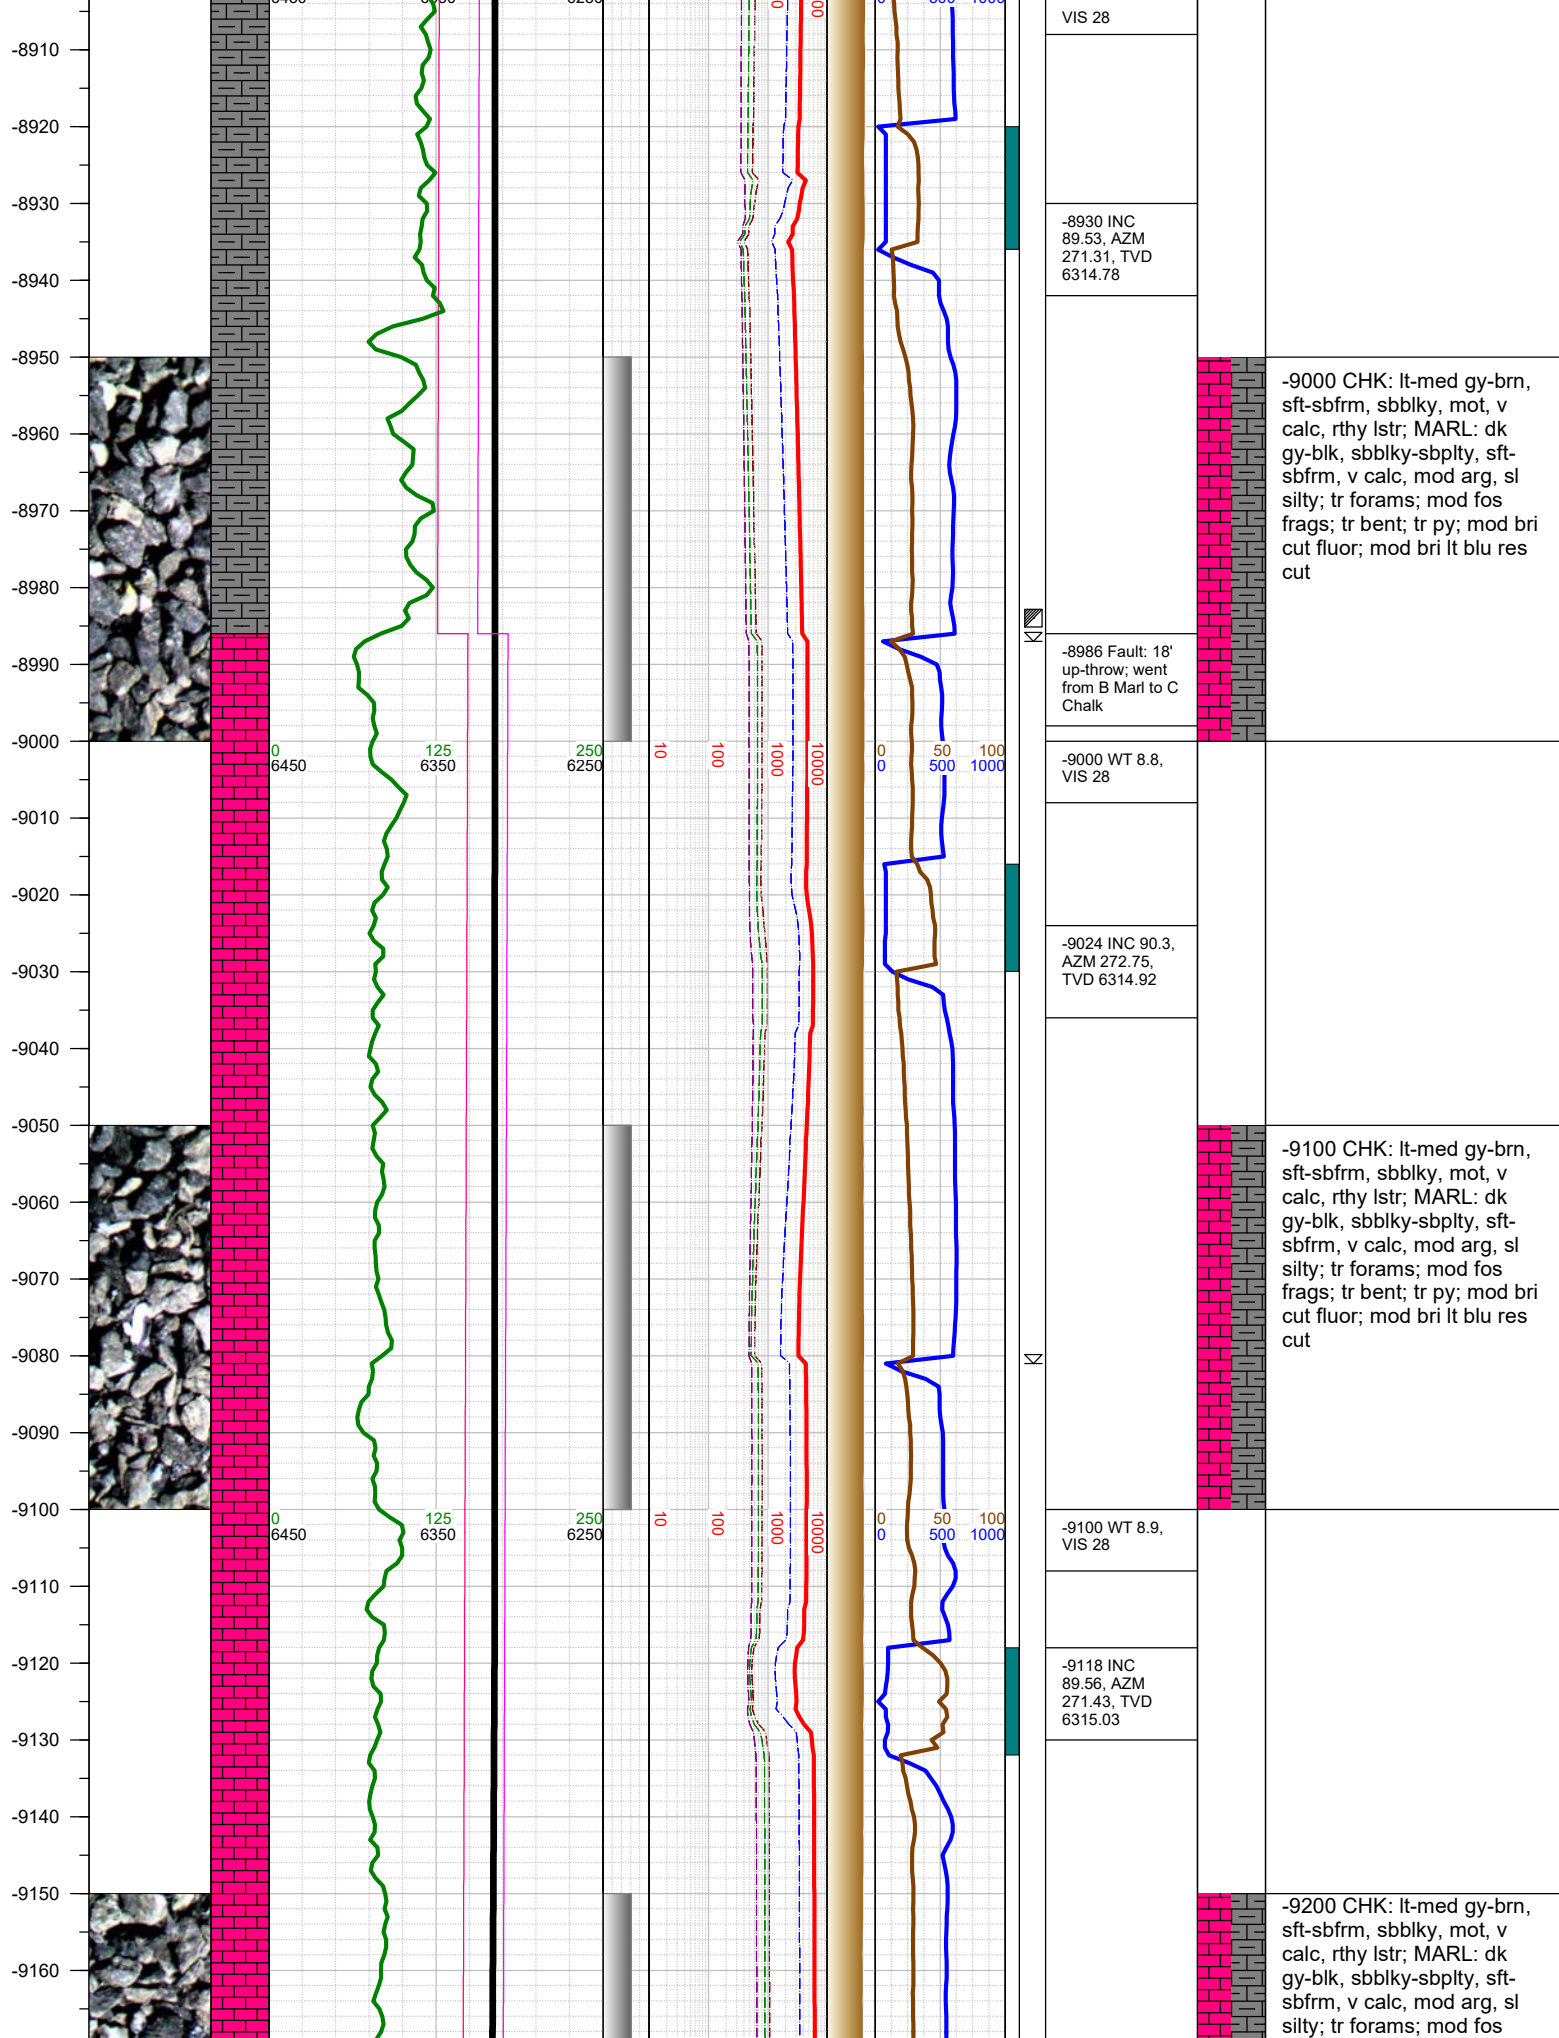 VIS 28
-8910
-8920
-8930
-8930 INC
89.53, AZM
271.31, TVD
6314.78
-8940
-8950
-9000 CHK: lt-med gy-brn,
sft-sbfrm, sbblky, mot, v
calc, rthy lstr; MARL: dk
gy-blk, sbblky-sbplty, sft-
sbfrm, v calc, mod arg, sl
silty; tr forams; mod fos
frags; tr bent; tr py; mod bri
cut fluor; mod bri lt blu res
cut
-8960
-8970
-8980
-8990
-8986 Fault: 18'
up-throw; went
from B Marl to C
Chalk
-9000
0 125 250
6450 6350 6250
10 100 1000 10000
0 50 100
0 500 1000
-9000 WT 8.8,
VIS 28
-9010
-9020
-9030
-9024 INC 90.3,
AZM 272.75,
TVD 6314.92
-9040
-9050
-9100 CHK: lt-med gy-brn,
sft-sbfrm, sbblky, mot, v
calc, rthy lstr; MARL: dk
gy-blk, sbblky-sbplty, sft-
sbfrm, v calc, mod arg, sl
silty; tr forams; mod fos
frags; tr bent; tr py; mod bri
cut fluor; mod bri lt blu res
cut
-9060
-9070
-9080
-9090
-9100
0 125 250
6450 6350 6250
10 100 1000 10000
0 50 100
0 500 1000
-9100 WT 8.9,
VIS 28
-9110
-9120
-9118 INC
89.56, AZM
271.43, TVD
6315.03
-9130
-9140
-9150
-9200 CHK: lt-med gy-brn,
sft-sbfrm, sbblky, mot, v
calc, rthy lstr; MARL: dk
gy-blk, sbblky-sbplty, sft-
sbfrm, v calc, mod arg, sl
silty; tr forams; mod fos
-9160